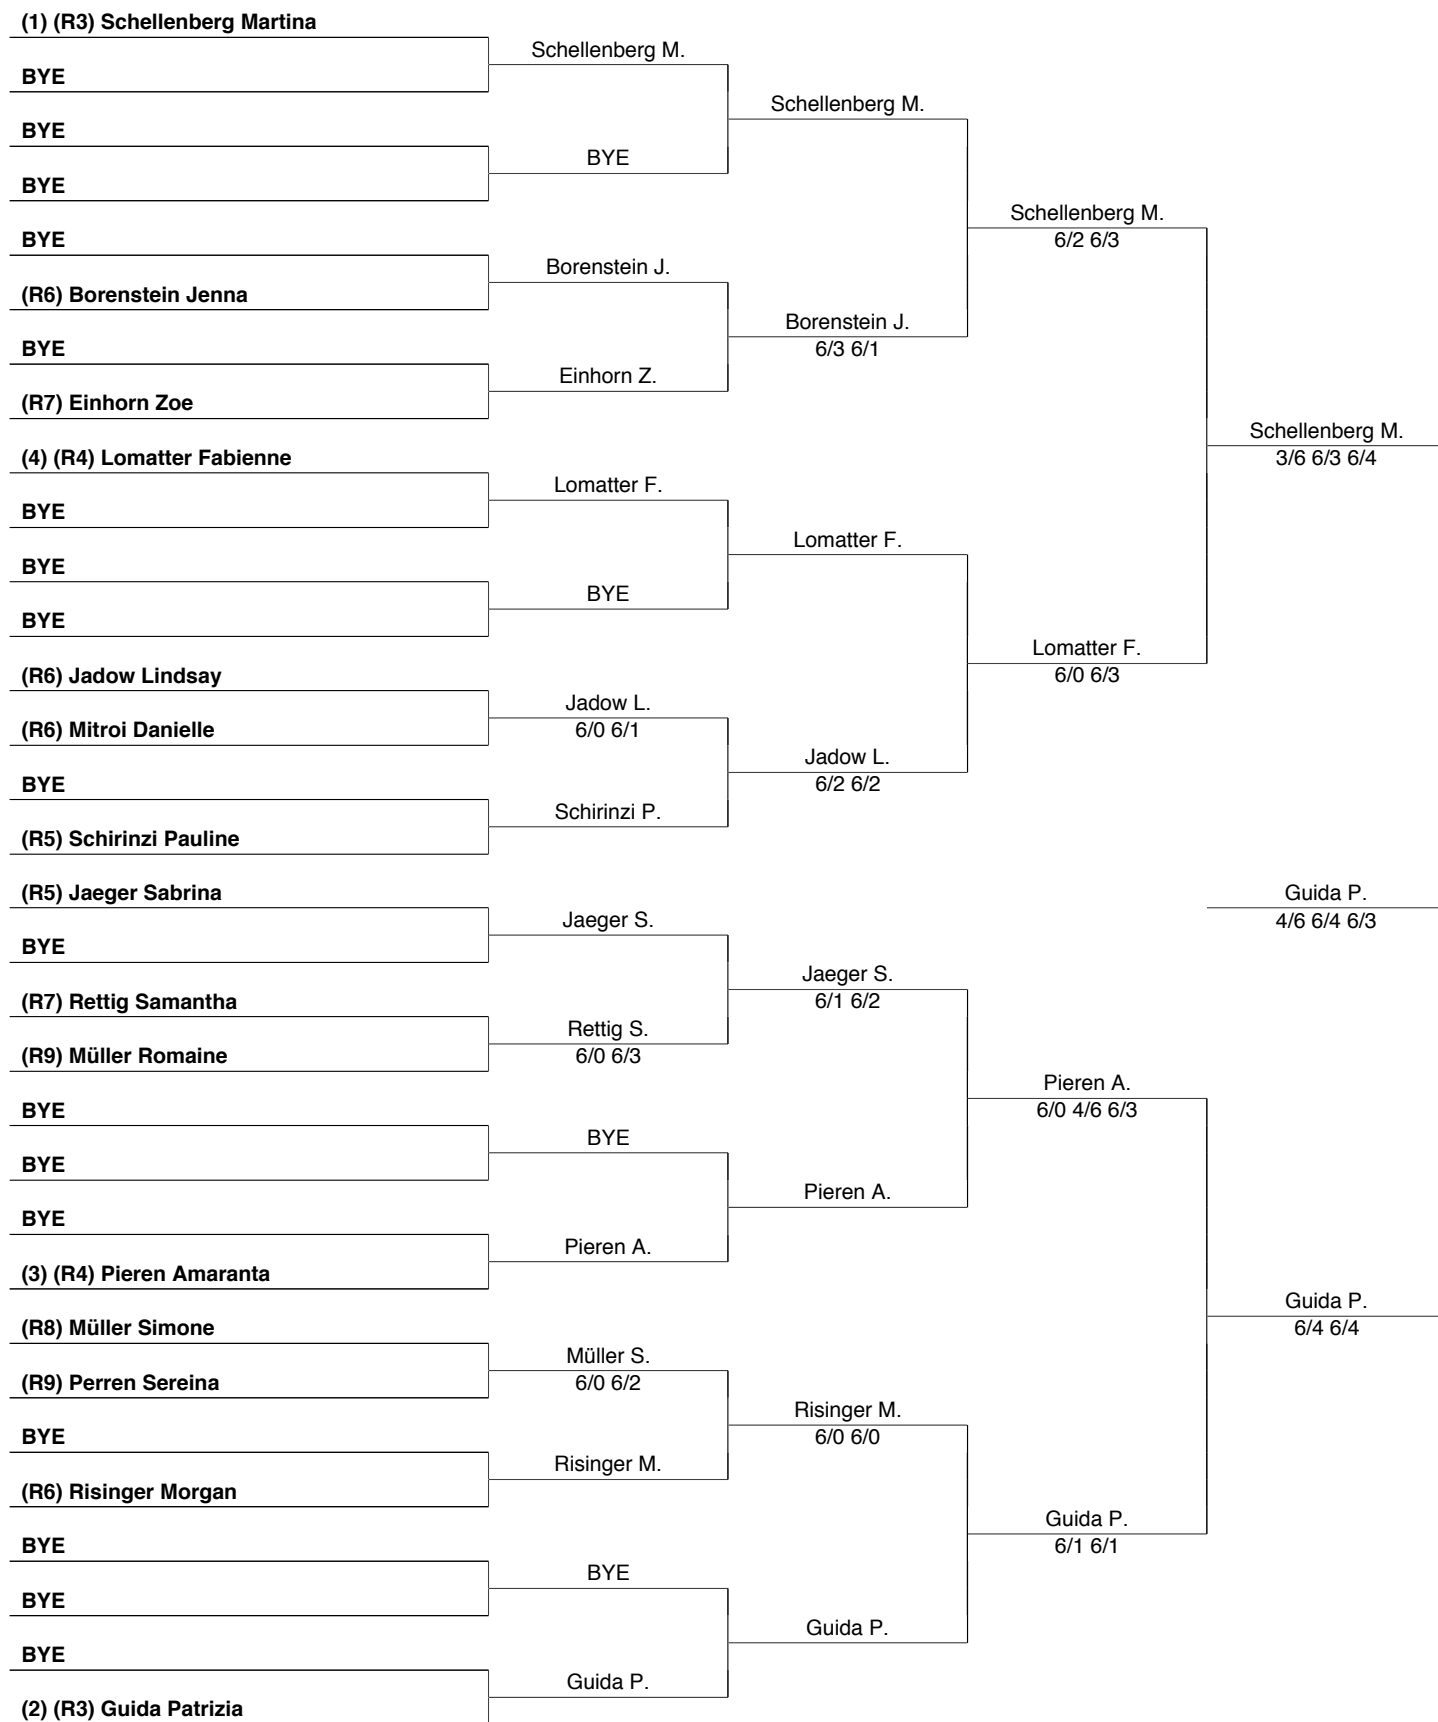 (1) (R3) Schellenberg Martina
Schellenberg M.
BYE
Schellenberg M.
BYE
BYE
BYE
Schellenberg M.
6/2 6/3
BYE
Borenstein J.
(R6) Borenstein Jenna
Borenstein J.
6/3 6/1
BYE
Einhorn Z.
(R7) Einhorn Zoe
Schellenberg M.
3/6 6/3 6/4
(4) (R4) Lomatter Fabienne
Lomatter F.
BYE
Lomatter F.
BYE
BYE
BYE
Lomatter F.
6/0 6/3
(R6) Jadow Lindsay
Jadow L.
6/0 6/1
(R6) Mitroi Danielle
Jadow L.
6/2 6/2
BYE
Schirinzi P.
(R5) Schirinzi Pauline
(R5) Jaeger Sabrina
Guida P.
4/6 6/4 6/3
Jaeger S.
BYE
Jaeger S.
6/1 6/2
(R7) Rettig Samantha
Rettig S.
6/0 6/3
(R9) Müller Romaine
Pieren A.
6/0 4/6 6/3
BYE
BYE
BYE
Pieren A.
BYE
Pieren A.
(3) (R4) Pieren Amaranta
Guida P.
6/4 6/4
(R8) Müller Simone
Müller S.
6/0 6/2
(R9) Perren Sereina
Risinger M.
6/0 6/0
BYE
Risinger M.
(R6) Risinger Morgan
Guida P.
6/1 6/1
BYE
BYE
BYE
Guida P.
BYE
Guida P.
(2) (R3) Guida Patrizia